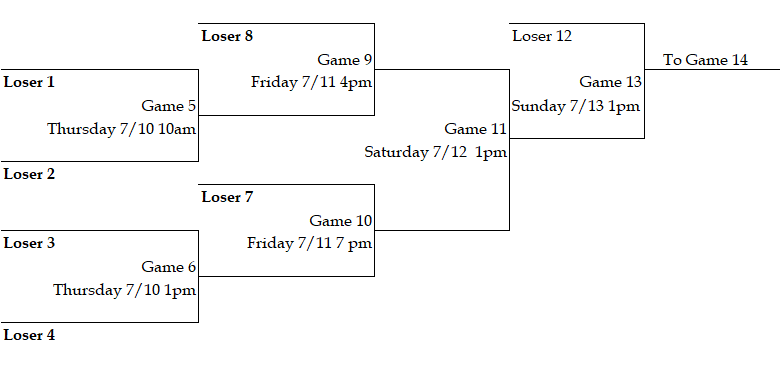 Loser 8
Loser 12
Game 9
To Game 14
Loser 1
Friday 7/11 4pm
Game 13
Game 5
Sunday 7/13 1pm
Thursday 7/10 10am
Game 11
Saturday 7/12  1pm
Loser 2
Loser 7
Game 10
Loser 3
Friday 7/11 7 pm
Game 6
Thursday 7/10 1pm
Loser 4